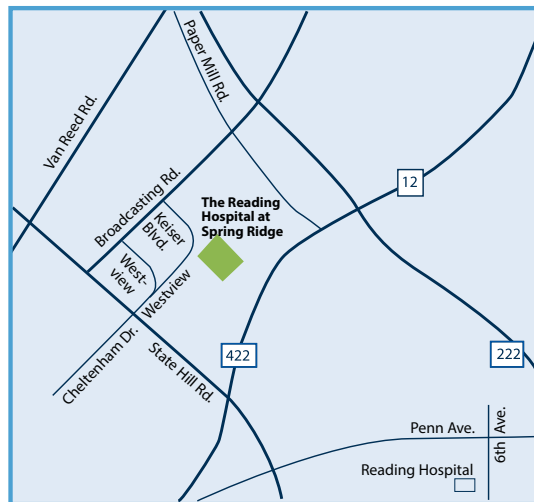 Paper Mill Rd.
Van Reed Rd.
12
Broadcasting Rd.
Keiser
Blvd.
The Reading
Hospital at
Spring Ridge
West-
view
Westview
Cheltenham Dr.
State Hill Rd.
422
222
Penn Ave.
6th Ave.
Reading Hospital